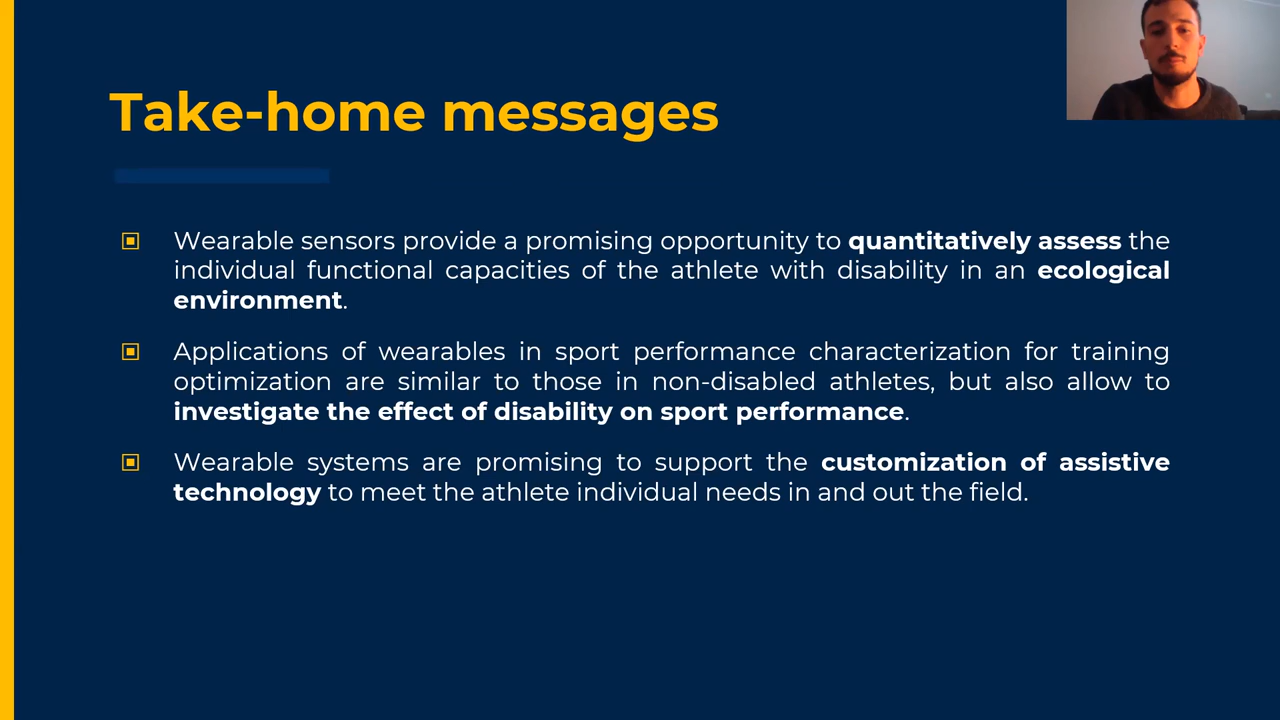 Take-home messages
Wearable sensors provide a promising opportunity to quantitatively assess the
individual functional capacities of the athlete with disability in an ecological
environment.
Applications of wearables in sport performance characterization for training
optimization are similar to those in non-disabled athletes, but also allow to
investigate the effect of disability on sport performance.
Wearable systems are promising to support the customization of assistive
technology to meet the athlete individual needs in and out the field.